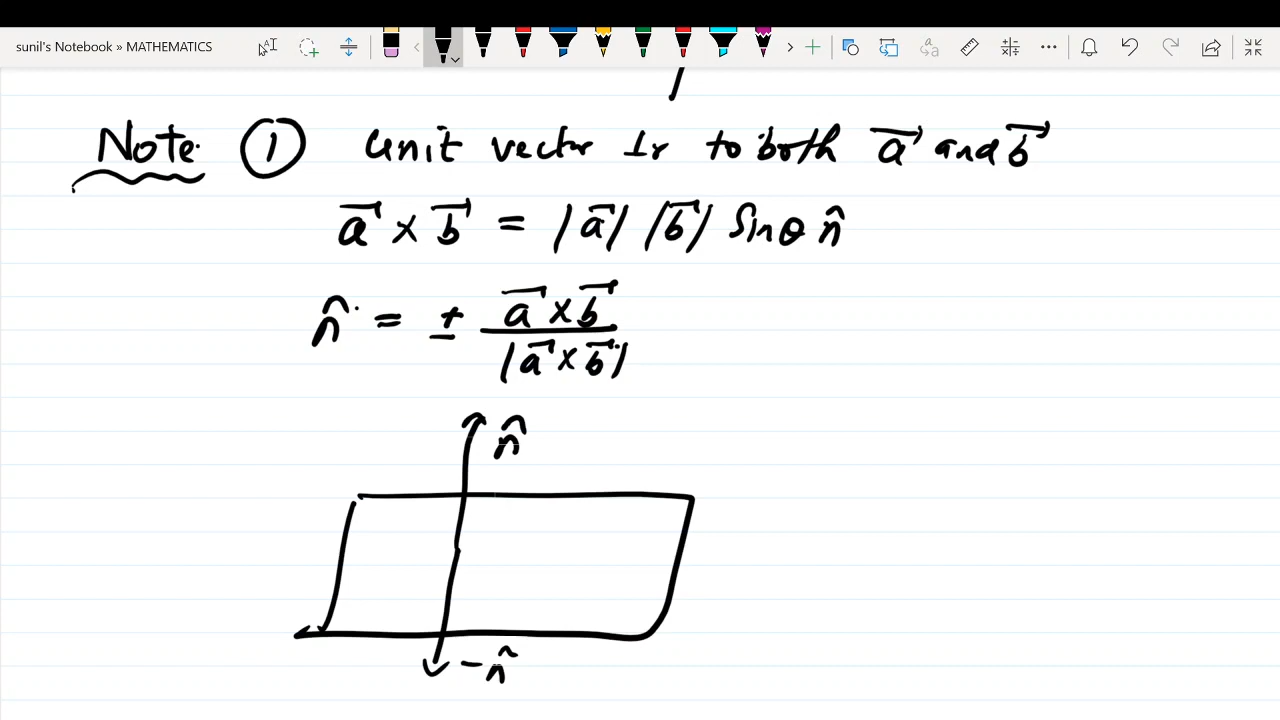 sunil's Notebook » MATHEMATICS
Note ① unit vector ⊥r to both a⃗ and b⃗
a⃗ × b⃗ = |a⃗| |b⃗| Sinθ n̂
n̂ = ± a⃗ × b⃗ / |a⃗ × b⃗|
n̂
-n̂